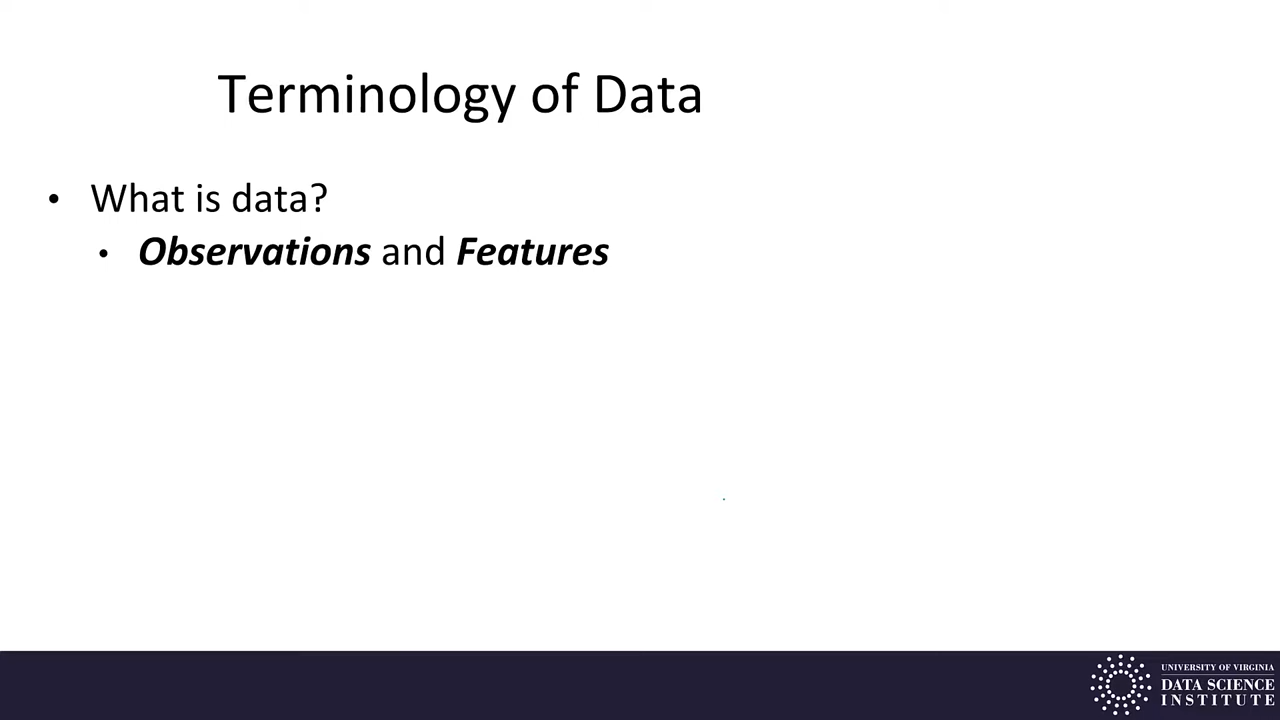 Terminology of Data
• What is data?
• Observations and Features
UNIVERSITY OF VIRGINIA
DATA SCIENCE
INSTITUTE